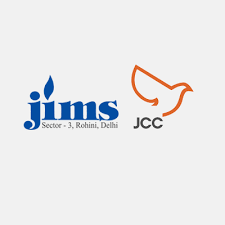 jims
Sector - 3, Rohini, Delhi
JCC